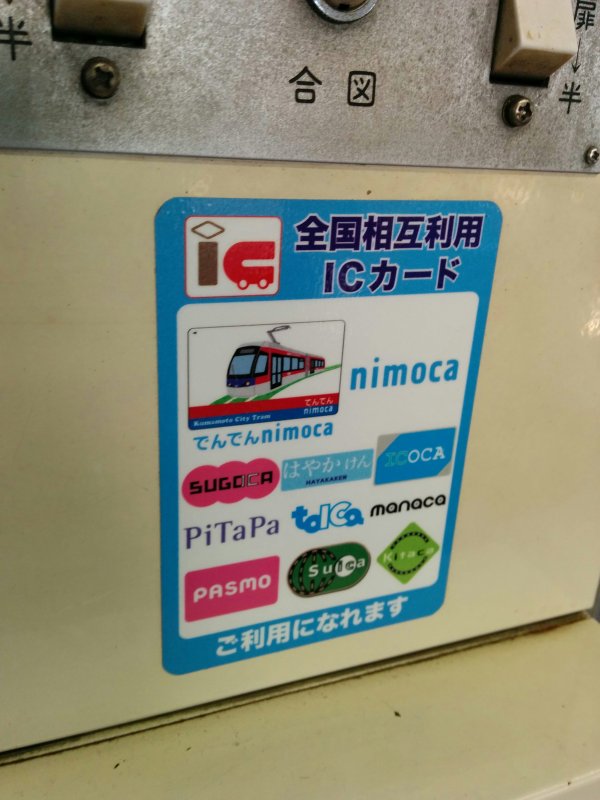 半
合図
扉
↓
半
ic
全国相互利用
ICカード
でんでん
nimoca
Kumamoto City Tram
nimoca
でんでんnimoca
SUGOCA
はやかけん
HAYAKAKEN
ICOCA
PiTaPa
toICa
manaca
PASMO
Suica
Kitaca
ご利用になれます